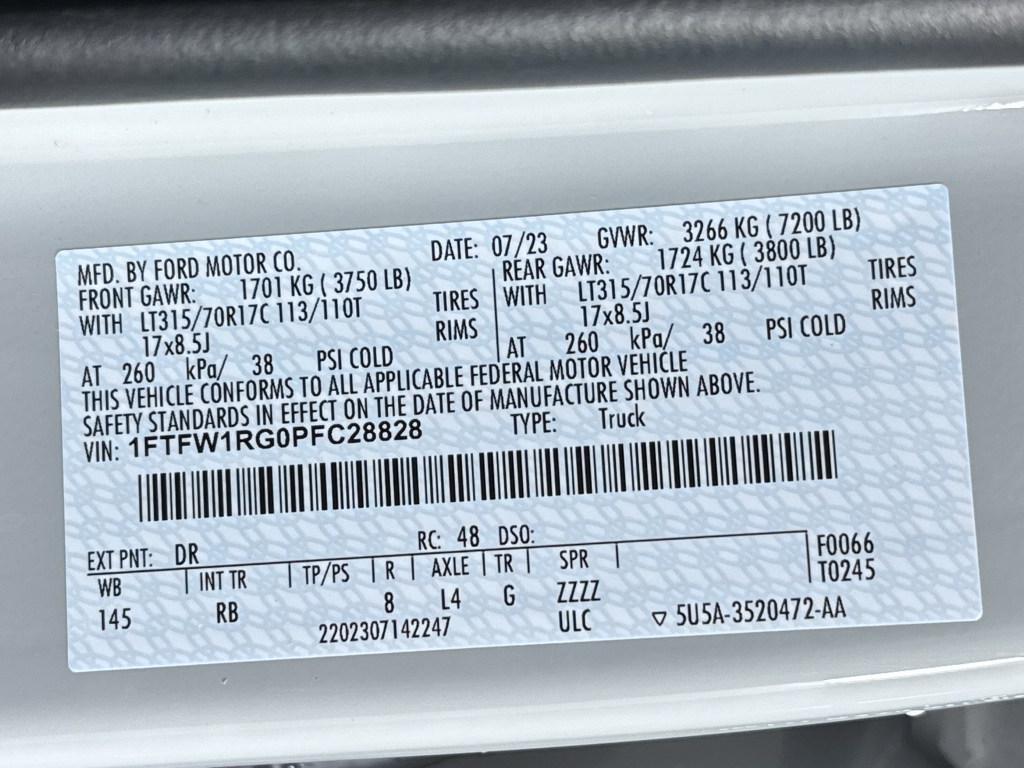 MFD. BY FORD MOTOR CO. DATE: 07/23 GVWR: 3266 KG ( 7200 LB)
FRONT GAWR: 1701 KG ( 3750 LB) REAR GAWR: 1724 KG ( 3800 LB)
WITH LT315/70R17C 113/110T TIRES WITH LT315/70R17C 113/110T TIRES
17x8.5J RIMS 17x8.5J RIMS
AT 260 kPa/ 38 PSI COLD AT 260 kPa/ 38 PSI COLD
THIS VEHICLE CONFORMS TO ALL APPLICABLE FEDERAL MOTOR VEHICLE
SAFETY STANDARDS IN EFFECT ON THE DATE OF MANUFACTURE SHOWN ABOVE.
VIN: 1FTFW1RG0PFC28828 TYPE: Truck
EXT PNT: DR RC: 48 DSO: F0066
WB INT TR TP/PS R AXLE TR SPR T0245
145 RB 8 L4 G ZZZZ
2202307142247 ULC ▽ 5U5A-3520472-AA